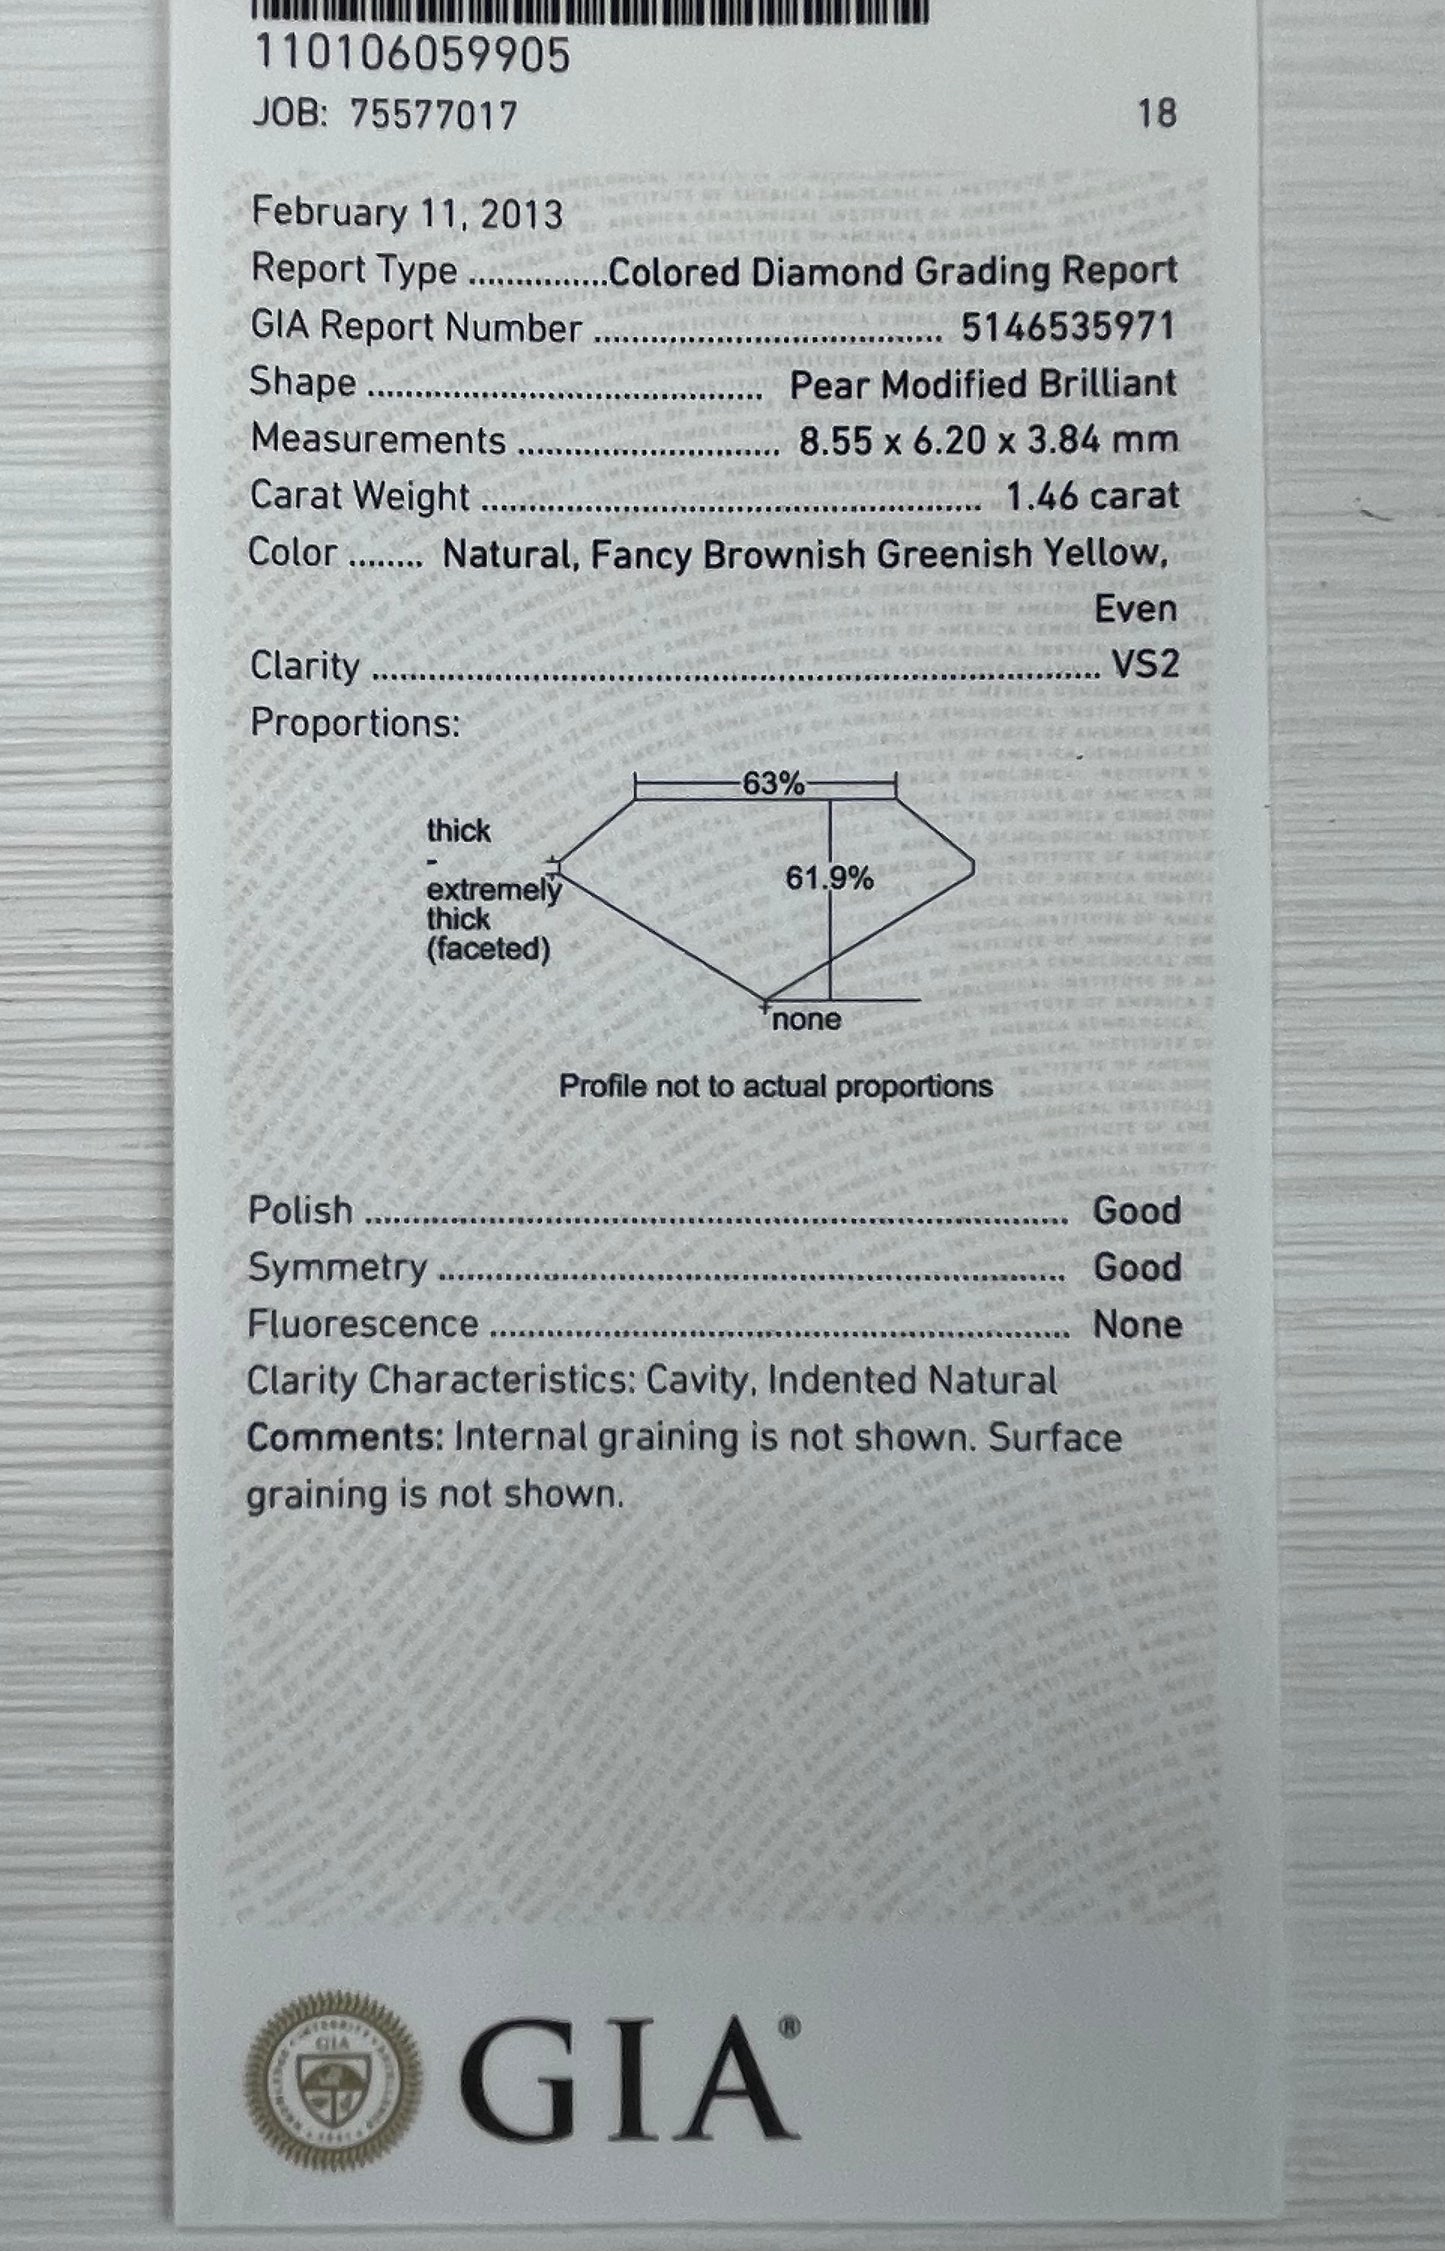 110106059905
JOB: 75577017 18
February 11, 2013
Report Type ................Colored Diamond Grading Report
GIA Report Number ..................................... 5146535971
Shape .......................................... Pear Modified Brilliant
Measurements ............................ 8.55 x 6.20 x 3.84 mm
Carat Weight ..................................................... 1.46 carat
Color ........ Natural, Fancy Brownish Greenish Yellow,
Even
Clarity ............................................................................. VS2
Proportions:
63%
thick
-
61.9%
extremely
thick
(faceted)
none
Profile not to actual proportions
Polish .......................................................................... Good
Symmetry .................................................................. Good
Fluorescence ............................................................. None
Clarity Characteristics: Cavity, Indented Natural
Comments: Internal graining is not shown. Surface
graining is not shown.
GIA
GIA®